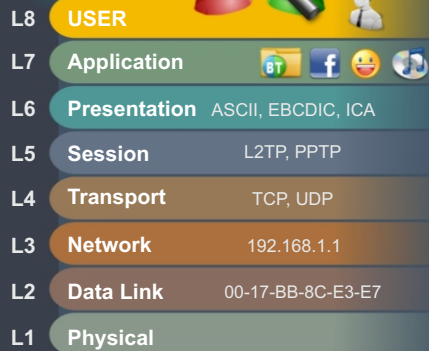 L8 USER
L7 Application BT f
L6 Presentation ASCII, EBCDIC, ICA
L5 Session L2TP, PPTP
L4 Transport TCP, UDP
L3 Network 192.168.1.1
L2 Data Link 00-17-BB-8C-E3-E7
L1 Physical